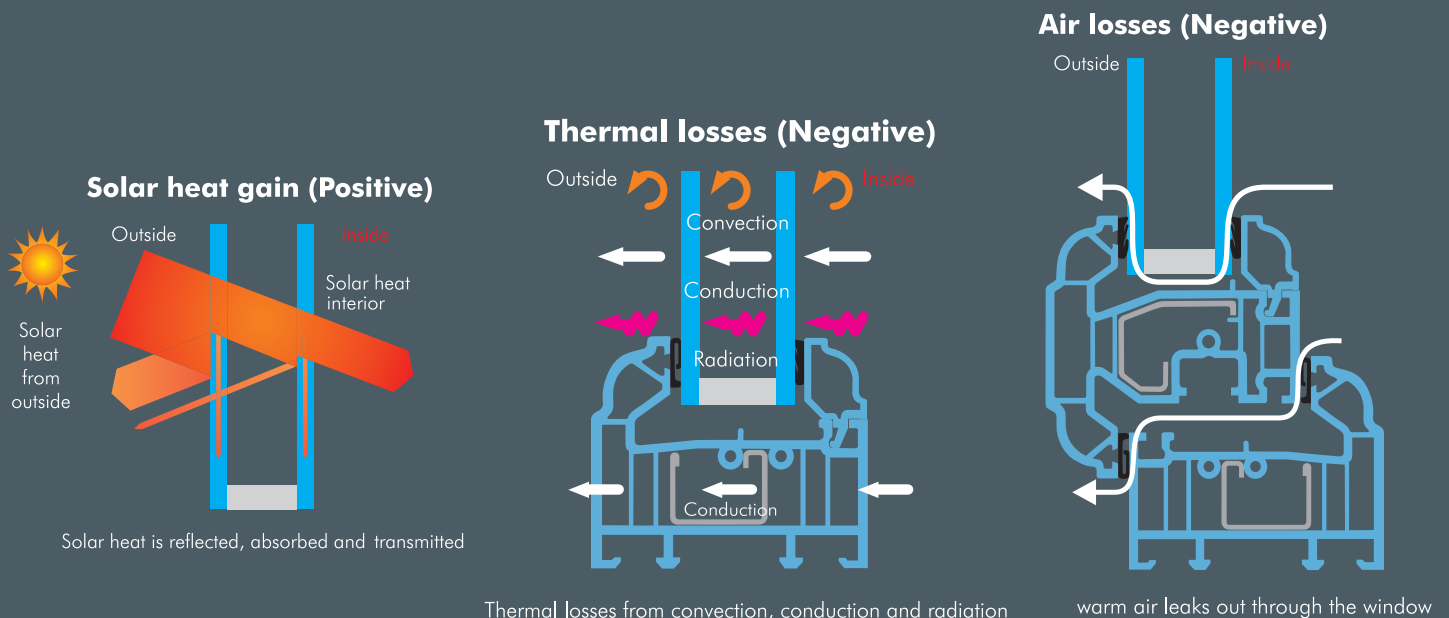 Solar heat gain (Positive)
Outside
Inside
Solar heat
interior
Solar
heat
from
outside
Solar heat is reflected, absorbed and transmitted
Thermal losses (Negative)
Outside
Inside
Convection
Conduction
Radiation
Conduction
Thermal losses from convection, conduction and radiation
Air losses (Negative)
Outside
Inside
warm air leaks out through the window